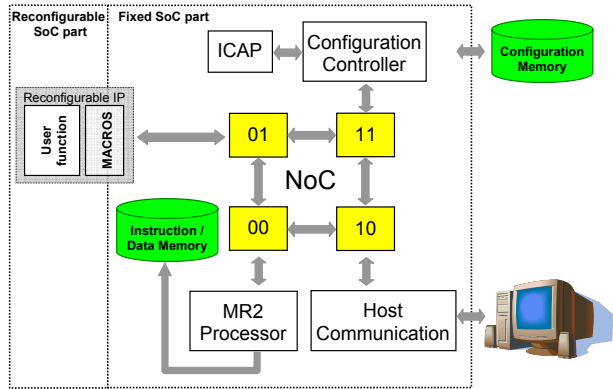 Reconfigurable
SoC part
Fixed SoC part
ICAP
Configuration
Controller
Configuration
Memory
Reconfigurable IP
User
function
MACROS
01
11
NoC
00
10
Instruction /
Data Memory
MR2
Processor
Host
Communication